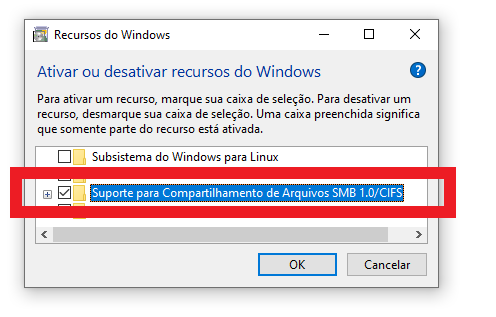 Recursos do Windows
Ativar ou desativar recursos do Windows
?
Para ativar um recurso, marque sua caixa de seleção. Para desativar um
recurso, desmarque sua caixa de seleção. Uma caixa preenchida significa
que somente parte do recurso está ativada.
Subsistema do Windows para Linux
Suporte para Compartilhamento de Arquivos SMB 1.0/CIFS
OK
Cancelar